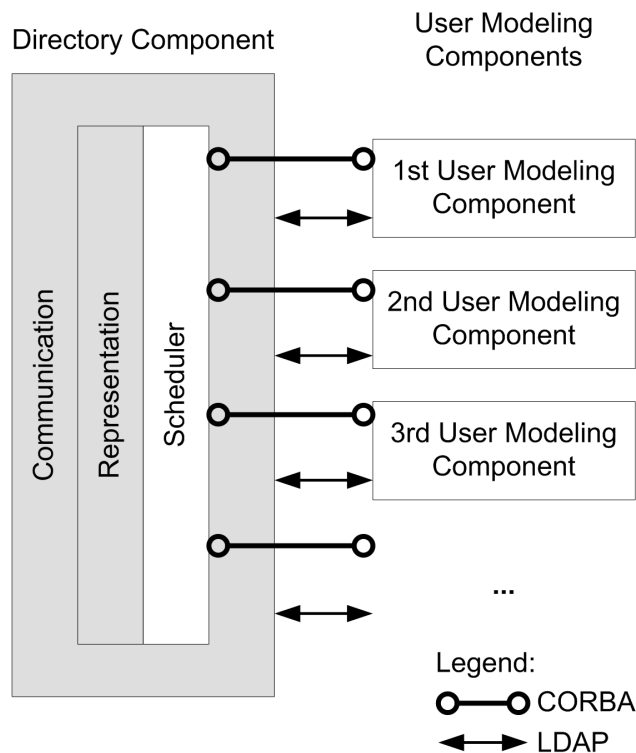 Directory Component
User Modeling
Components
Communication
Representation
Scheduler
1st User Modeling
Component
2nd User Modeling
Component
3rd User Modeling
Component
...
Legend:
CORBA
LDAP